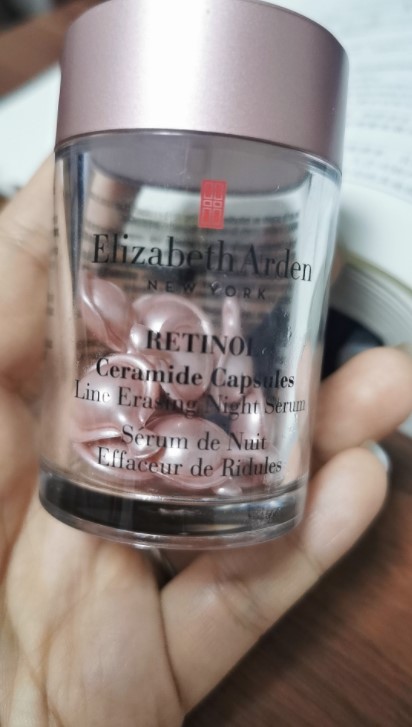 Elizabeth Arden
NEW YORK
RETINOL
Ceramide Capsules
Line Erasing Night Serum
Sérum de Nuit
Effaceur de Ridules